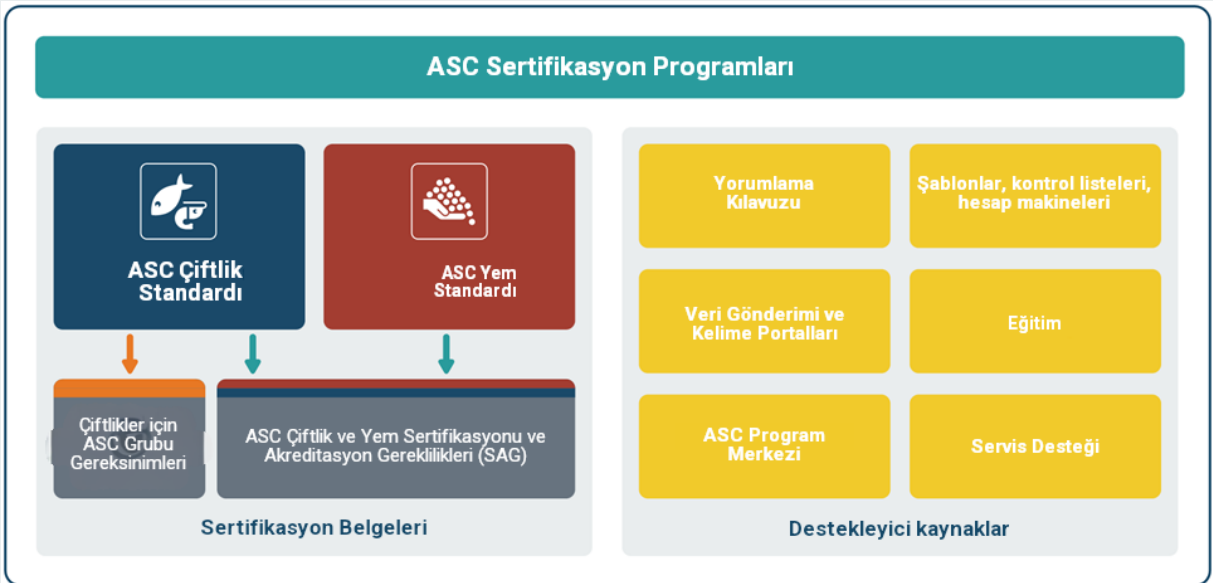 ASC Sertifikasyon Programları
ASC Çiftlik
Standardı
ASC Yem
Standardı
Çiftlikler için
ASC Grubu
Gereksinimleri
ASC Çiftlik ve Yem Sertifikasyonu ve
Akreditasyon Gereklilikleri (SAG)
Sertifikasyon Belgeleri
Yorumlama
Kılavuzu
Şablonlar, kontrol listeleri,
hesap makineleri
Veri Gönderimi ve
Kelime Portalları
Eğitim
ASC Program
Merkezi
Servis Desteği
Destekleyici kaynaklar